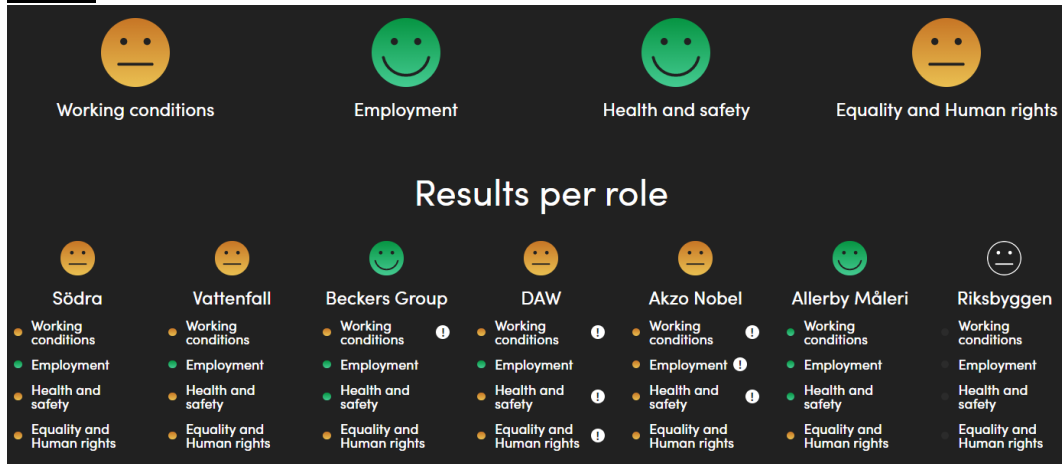 Working conditions
Employment
Health and safety
Equality and Human rights
Results per role
Södra
Working
conditions
Employment
Health and
safety
Equality and
Human rights
Vattenfall
Working
conditions
Employment
Health and
safety
Equality and
Human rights
Beckers Group
Working
conditions
!
Employment
Health and
safety
Equality and
Human rights
DAW
Working
conditions
!
Employment
Health and
safety
!
Equality and
Human rights
!
Akzo Nobel
Working
conditions
!
Employment !
Health and
safety
!
Equality and
Human rights
Allerby Måleri
Working
conditions
Employment
Health and
safety
Equality and
Human rights
Riksbyggen
Working
conditions
Employment
Health and
safety
Equality and
Human rights